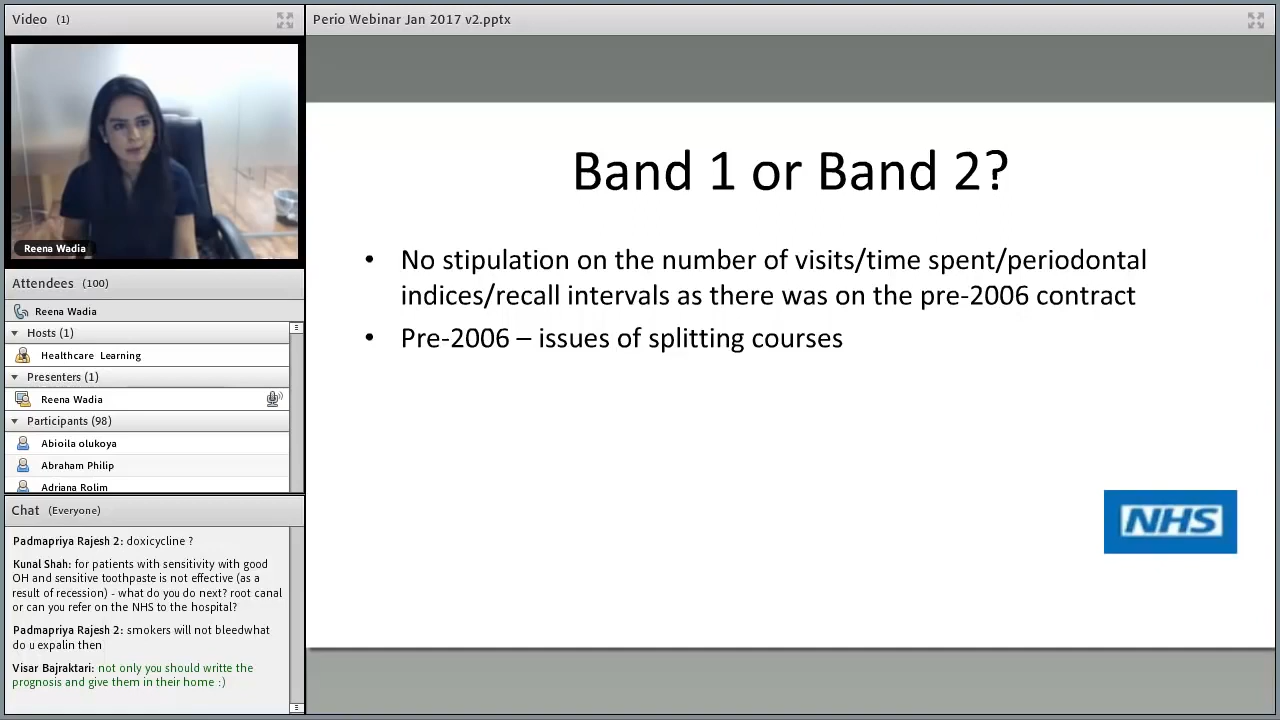 Video (1)
Reena Wadia
Attendees (100)
Reena Wadia
Hosts (1)
Healthcare Learning
Presenters (1)
Reena Wadia
Participants (98)
Abioila olukoya
Abraham Philip
Adriana Rolim
Chat (Everyone)
Padmapriya Rajesh 2: doxicycline ?
Kunal Shah: for patients with sensitivity with good
OH and sensitive toothpaste is not effective (as a
result of recession) - what do you do next? root canal
or can you refer on the NHS to the hospital?
Padmapriya Rajesh 2: smokers will not bleedwhat
do u expalin then
Visar Bajraktari: not only you should writte the
prognosis and give them in their home :)
Perio Webinar Jan 2017 v2.pptx
Band 1 or Band 2?
• No stipulation on the number of visits/time spent/periodontal
indices/recall intervals as there was on the pre-2006 contract
• Pre-2006 – issues of splitting courses
NHS